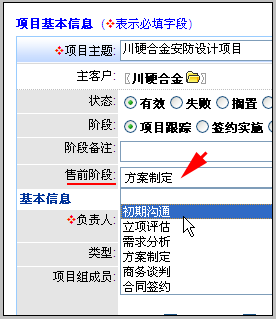 项目基本信息 (❖表示必填字段)
❖项目主题: 川硬合金安防设计项目
主客户: 〖川硬合金〗
状态: 有效 失败 搁置
阶段: 项目跟踪 签约实施
阶段备注:
售前阶段: 方案制定
基本信息
初期沟通
❖负责人: 立项评估
需求分析
类型: 方案制定
项目组成员: 商务谈判
合同签约